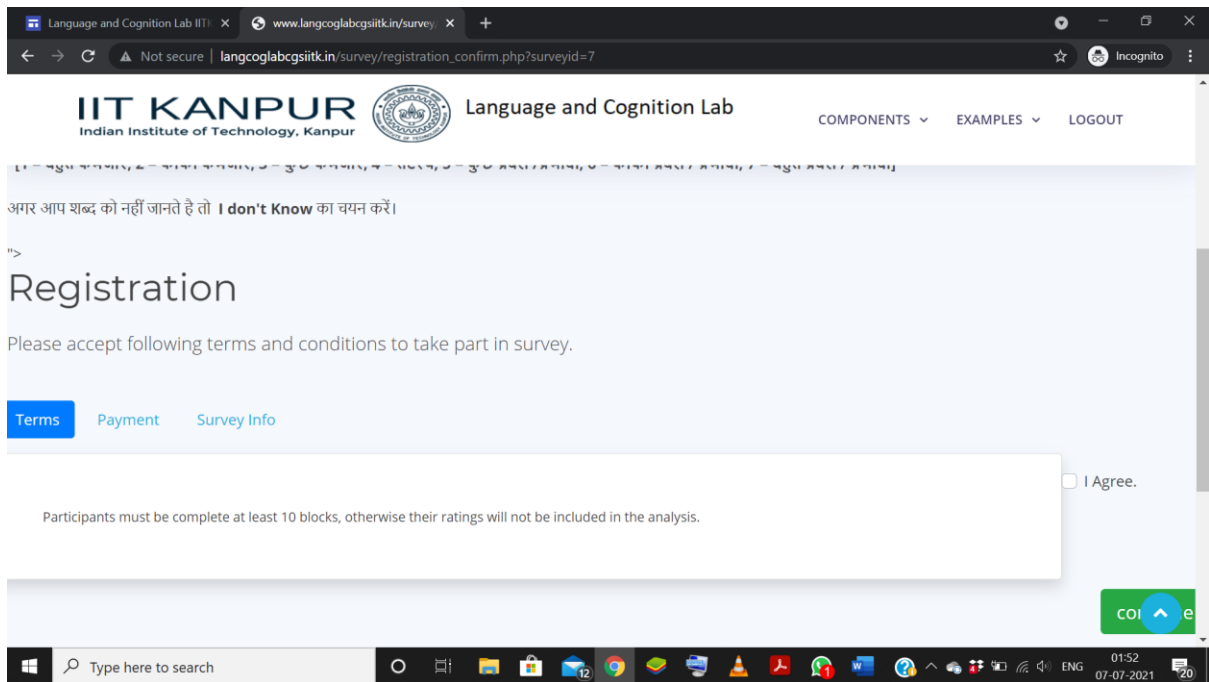 Language and Cognition Lab IITK
www.langcoglabcgsiitk.in/survey/
Not secure | langcoglabcgsiitk.in/survey/registration_confirm.php?surveyid=7
Incognito
IIT KANPUR
Indian Institute of Technology, Kanpur
Language and Cognition Lab
COMPONENTS
EXAMPLES
LOGOUT
अगर आप शब्द को नहीं जानते है तो I don't Know का चयन करें।
">
Registration
Please accept following terms and conditions to take part in survey.
Terms Payment Survey Info
I Agree.
Participants must be complete at least 10 blocks, otherwise their ratings will not be included in the analysis.
Type here to search
12
ENG
01:52
07-07-2021
20